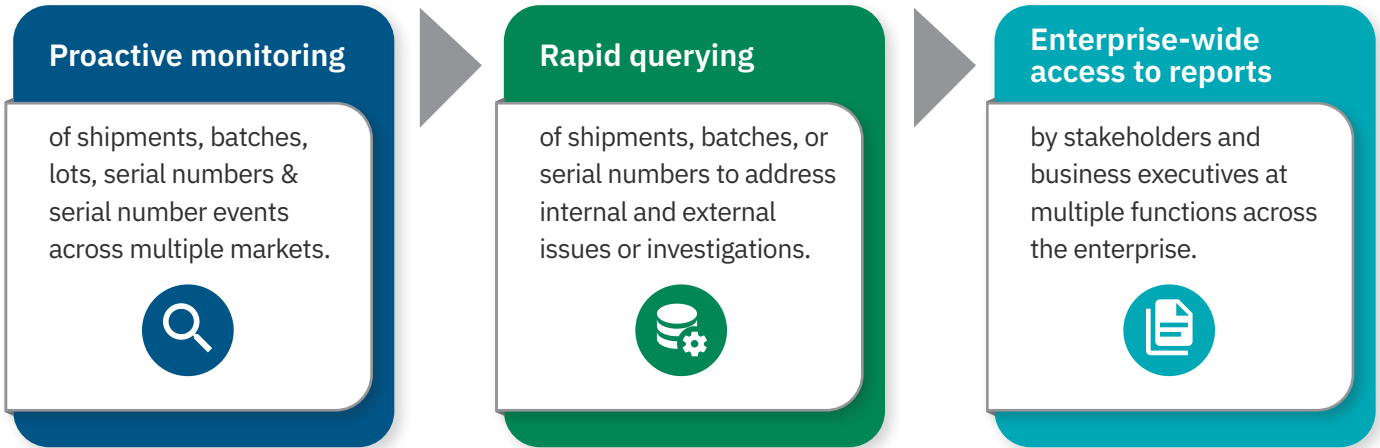 Proactive monitoring
of shipments, batches,
lots, serial numbers &
serial number events
across multiple markets.
Rapid querying
of shipments, batches, or
serial numbers to address
internal and external
issues or investigations.
Enterprise-wide
access to reports
by stakeholders and
business executives at
multiple functions across
the enterprise.